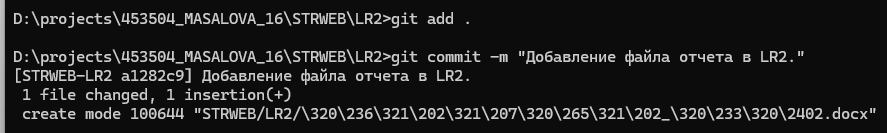 D:\projects\453504_MASALOVA_16\STRWEB\LR2>git add .
D:\projects\453504_MASALOVA_16\STRWEB\LR2>git commit -m "Добавление файла отчета в LR2."
[STRWEB-LR2 a1282c9] Добавление файла отчета в LR2.
 1 file changed, 1 insertion(+)
 create mode 100644 "STRWEB/LR2/\320\236\321\202\321\207\320\265\321\202_\320\233\320\2402.docx"